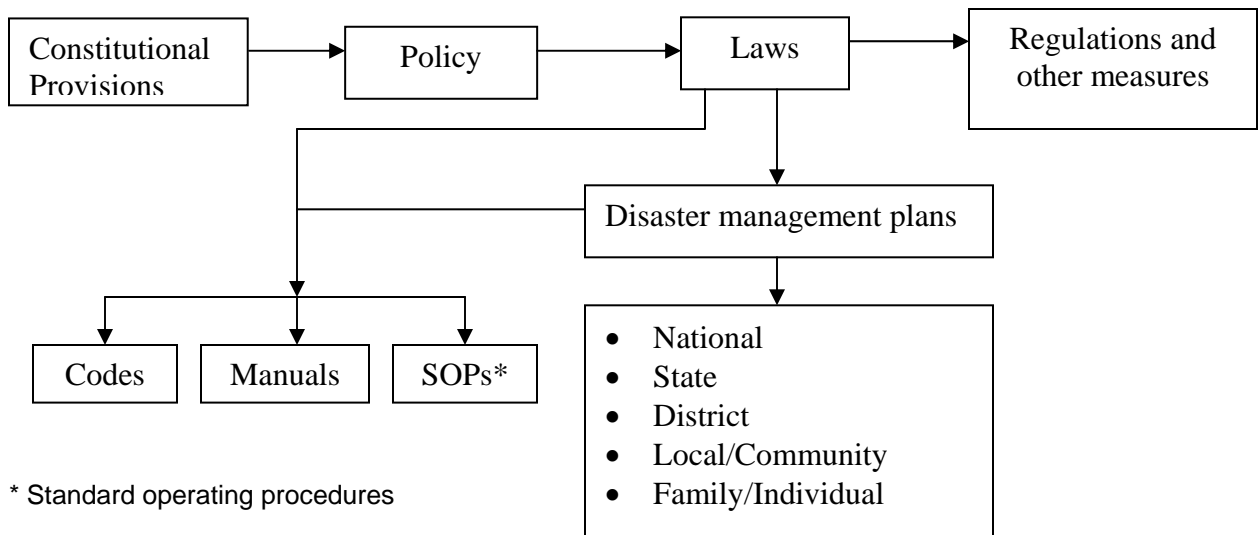 Constitutional
Provisions
Policy
Laws
Regulations and
other measures
Disaster management plans
Codes
Manuals
SOPs*
• National
• State
• District
• Local/Community
• Family/Individual
* Standard operating procedures